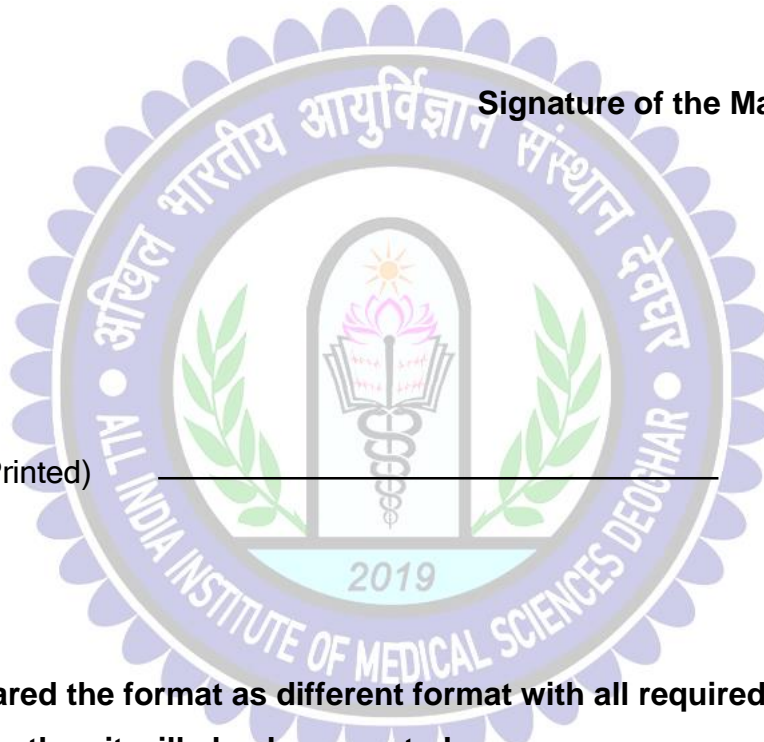 Signature of the Ma
अखिल भारतीय आयुर्विज्ञान संस्थान देवघर
rinted)
2019
ALL INDIA INSTITUTE OF MEDICAL SCIENCES DEOGHAR
ared the format as different format with all required